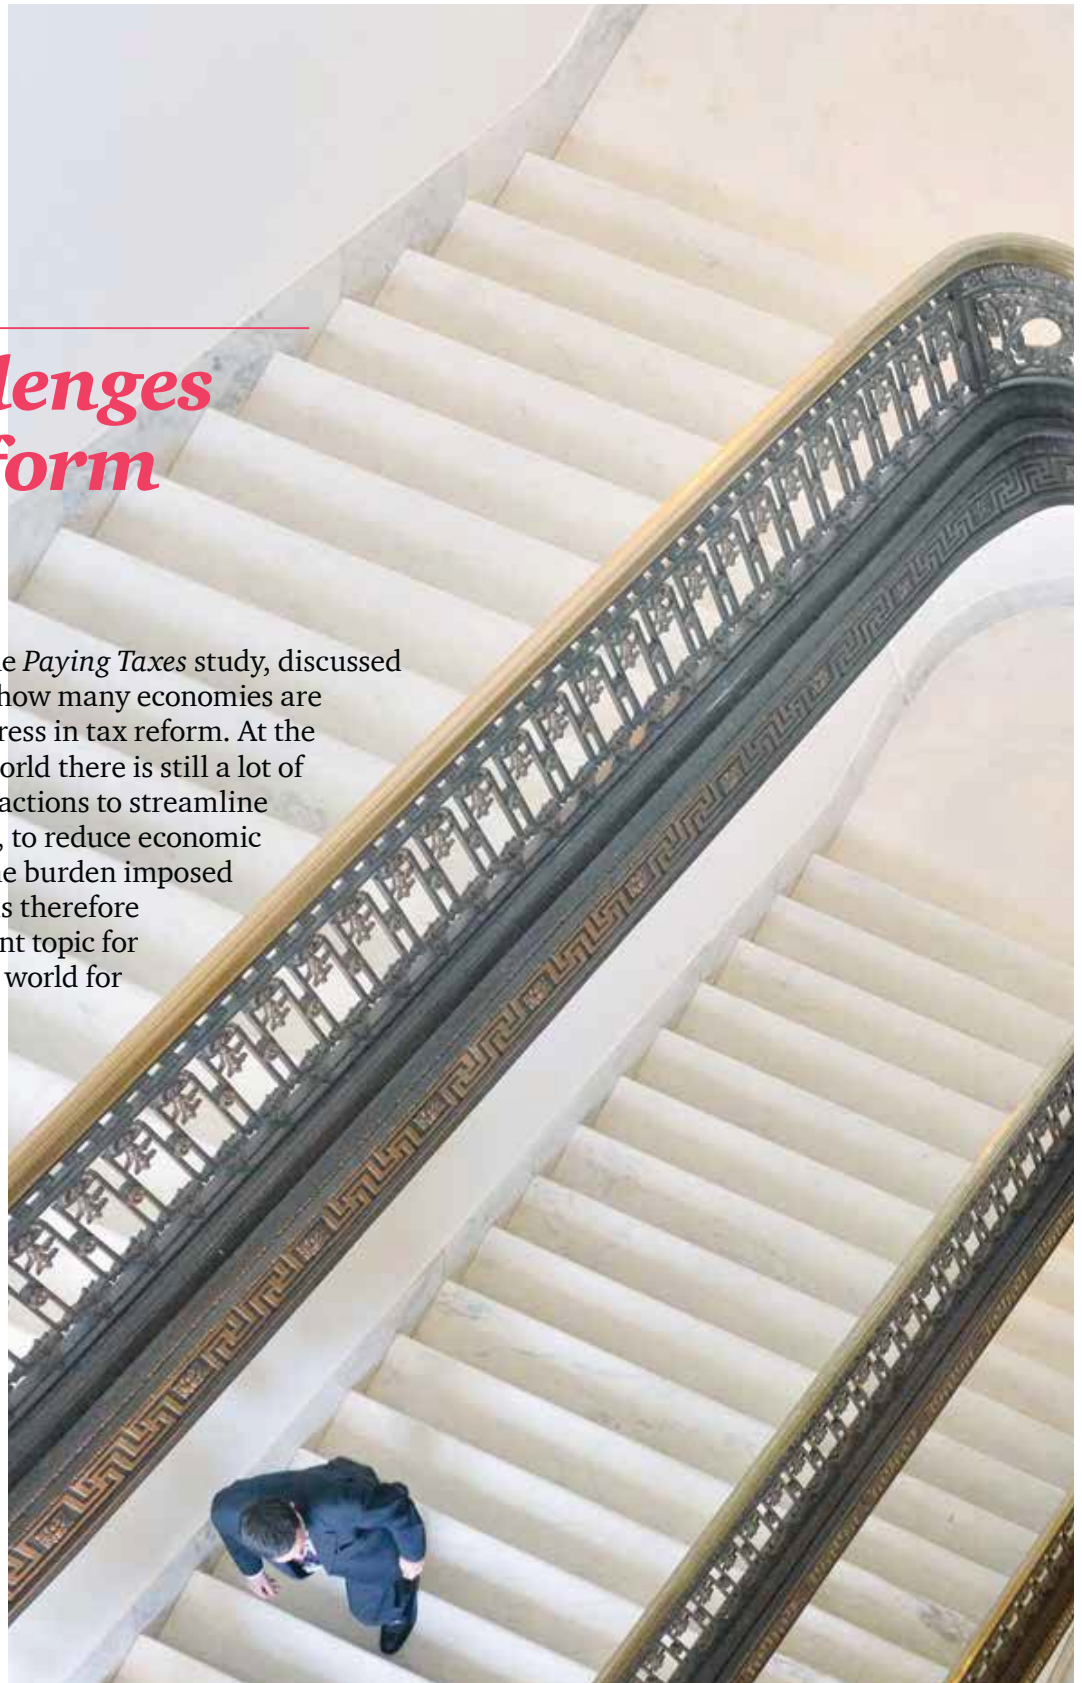 lenges
form
e Paying Taxes study, discussed
how many economies are
ress in tax reform. At the
orld there is still a lot of
actions to streamline
, to reduce economic
e burden imposed
s therefore
nt topic for
world for